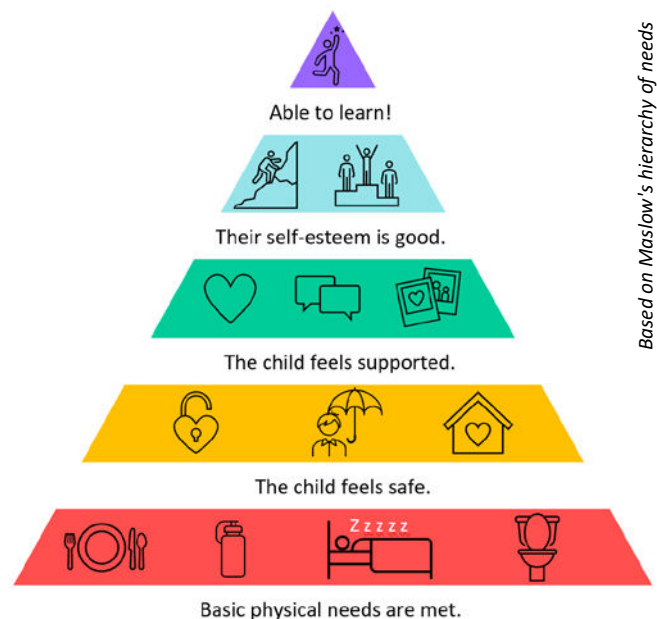 Able to learn!
Their self-esteem is good.
The child feels supported.
The child feels safe.
Z z z z z
Basic physical needs are met.
Based on Maslow's hierarchy of needs